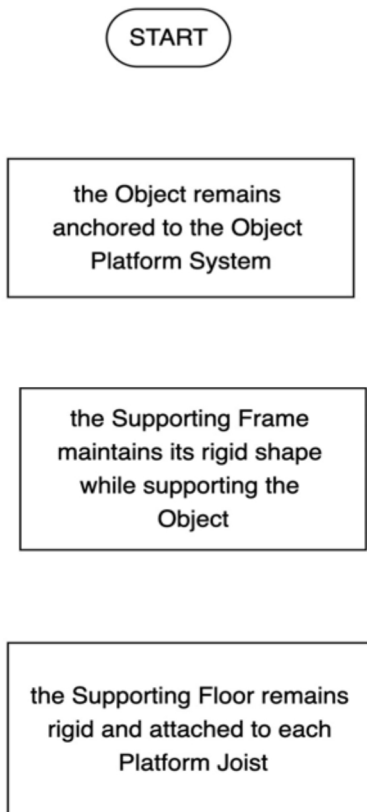 START
the Object remains
anchored to the Object
Platform System
the Supporting Frame
maintains its rigid shape
while supporting the
Object
the Supporting Floor remains
rigid and attached to each
Platform Joist